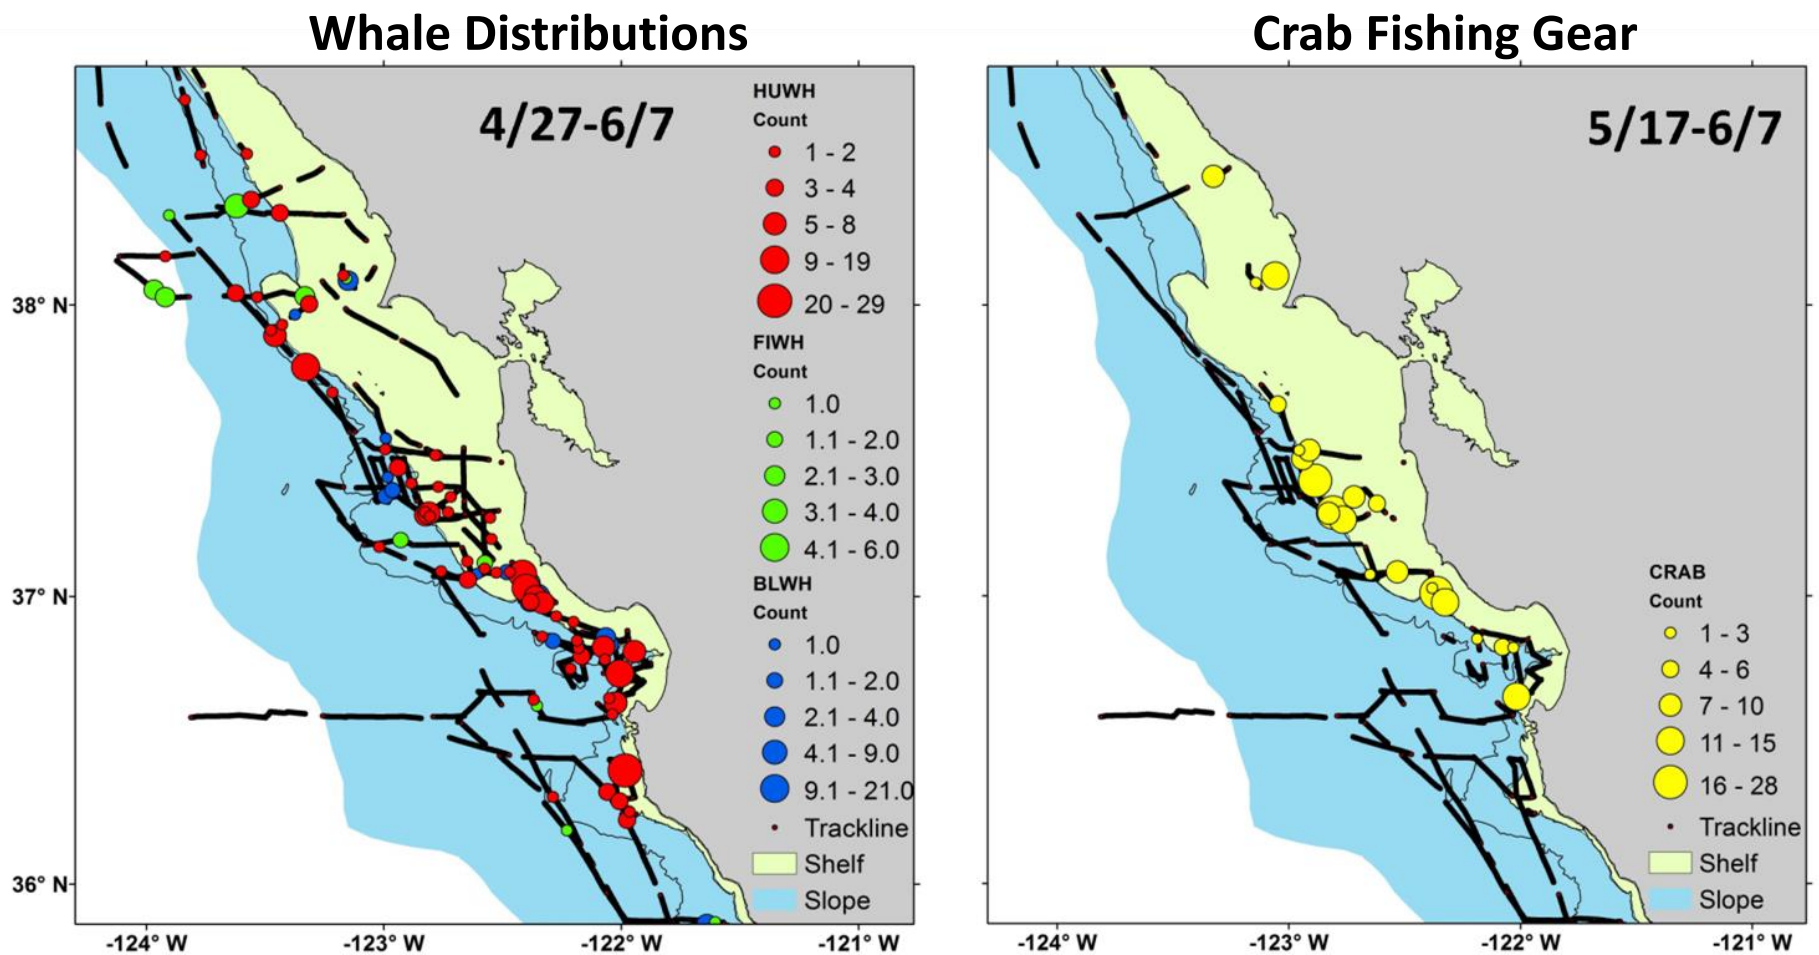 Whale Distributions
4/27-6/7
HUWH
Count
1 - 2
3 - 4
5 - 8
9 - 19
20 - 29
FIWH
Count
1.0
1.1 - 2.0
2.1 - 3.0
3.1 - 4.0
4.1 - 6.0
BLWH
Count
1.0
1.1 - 2.0
2.1 - 4.0
4.1 - 9.0
9.1 - 21.0
Trackline
Shelf
Slope
38° N
37° N
36° N
-124° W
-123° W
-122° W
-121° W
Crab Fishing Gear
5/17-6/7
CRAB
Count
1 - 3
4 - 6
7 - 10
11 - 15
16 - 28
Trackline
Shelf
Slope
-124° W
-123° W
-122° W
-121° W